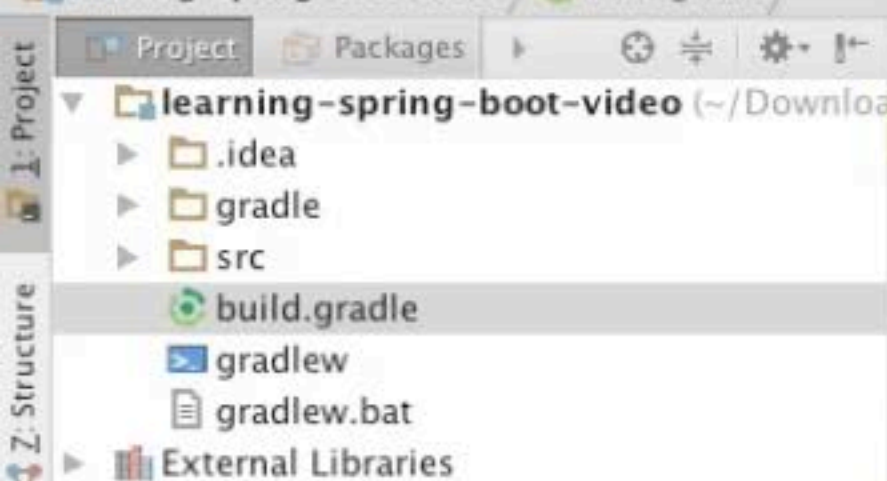 Project Packages
learning-spring-boot-video (~/Downloa
.idea
gradle
src
build.gradle
gradlew
gradlew.bat
External Libraries
1: Project
Z: Structure